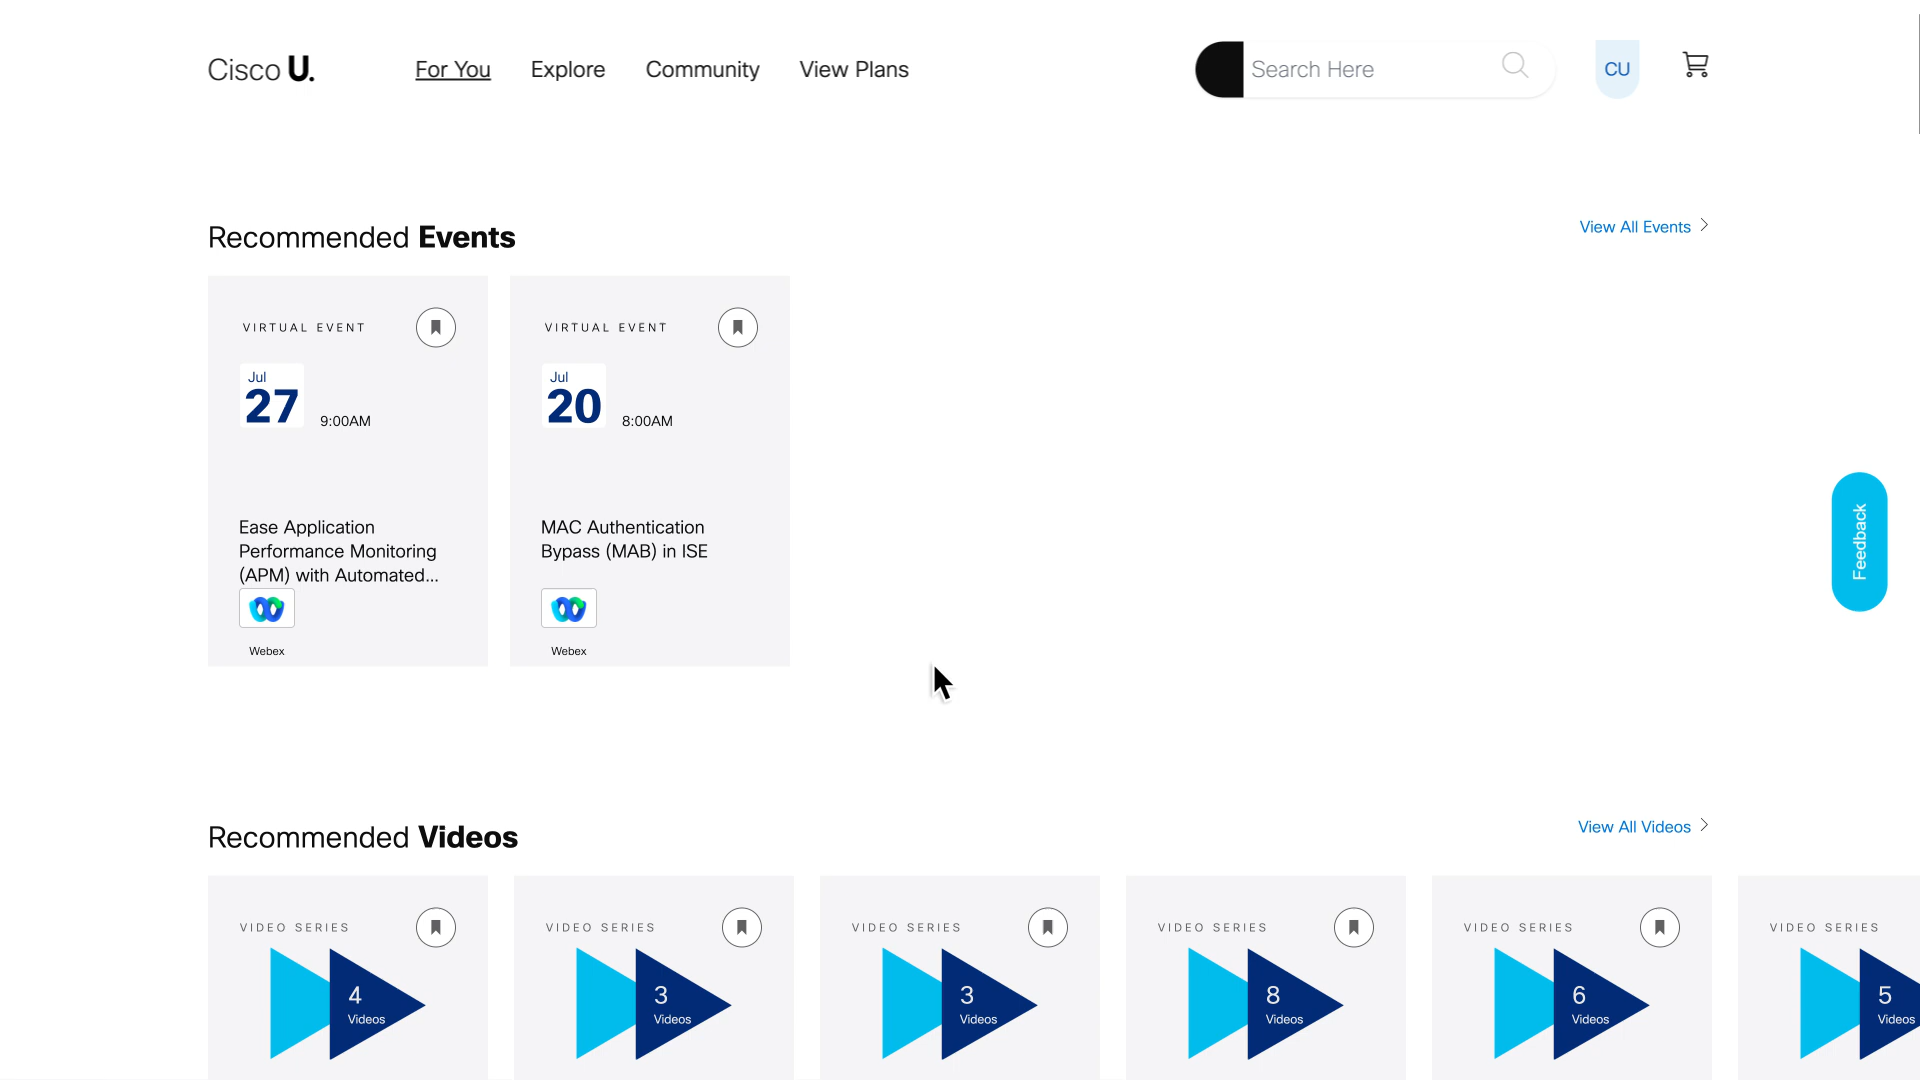 Cisco U.
For You
Explore
Community
View Plans
Search Here
CU
Recommended Events
View All Events
VIRTUAL EVENT
Jul
27
9:00AM
Ease Application
Performance Monitoring
(APM) with Automated...
Webex
VIRTUAL EVENT
Jul
20
8:00AM
MAC Authentication
Bypass (MAB) in ISE
Webex
Feedback
Recommended Videos
View All Videos
VIDEO SERIES
4
Videos
VIDEO SERIES
3
Videos
VIDEO SERIES
3
Videos
VIDEO SERIES
8
Videos
VIDEO SERIES
6
Videos
VIDEO SERIES
5
Videos